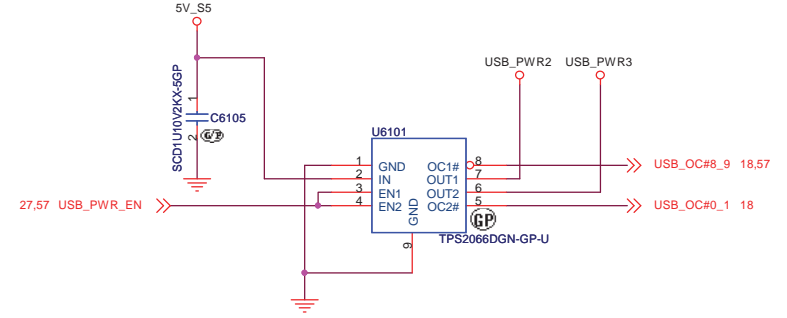 5V_S5
USB_PWR2 USB_PWR3
SCD1U10V2KX-5GP
1
C6105
2
G/P
U6101
1 GND OC1# 8
2 IN OUT1 7
3 EN1 OUT2 6
4 EN2 OC2# 5
GND
9
GP
TPS2066DGN-GP-U
USB_OC#8_9 18,57
27,57 USB_PWR_EN
USB_OC#0_1 18